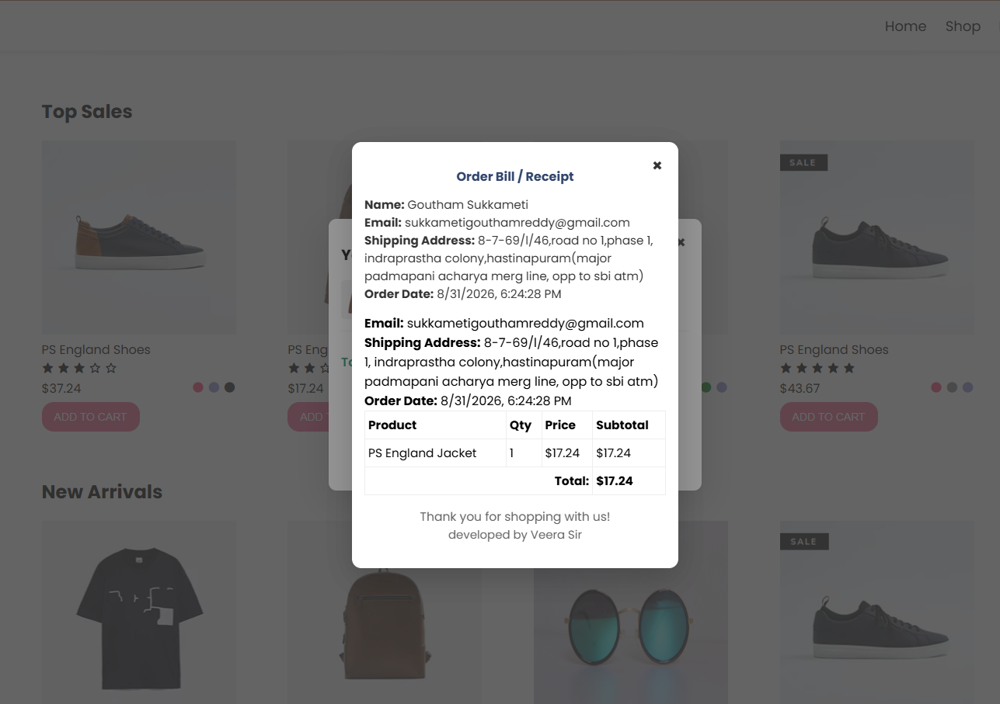 Home Shop
Top Sales
SALE
Order Bill / Receipt
✖
Name: Goutham Sukkameti
Email: sukkametigouthamreddy@gmail.com
Shipping Address: 8-7-69/l/46,road no 1,phase 1,
indraprastha colony,hastinapuram(major
padmapani acharya merg line, opp to sbi atm)
Order Date: 8/31/2026, 6:24:28 PM
Email: sukkametigouthamreddy@gmail.com
Shipping Address: 8-7-69/l/46,road no 1,phase
1, indraprastha colony,hastinapuram(major
padmapani acharya merg line, opp to sbi atm)
Order Date: 8/31/2026, 6:24:28 PM
Product Qty Price Subtotal
PS England Jacket 1 $17.24 $17.24
Total: $17.24
Thank you for shopping with us!
developed by Veera Sir
PS England Shoes
$37.24
ADD TO CART
PS Eng
$17.24
ADD
PS England Shoes
$43.67
ADD TO CART
New Arrivals
SALE